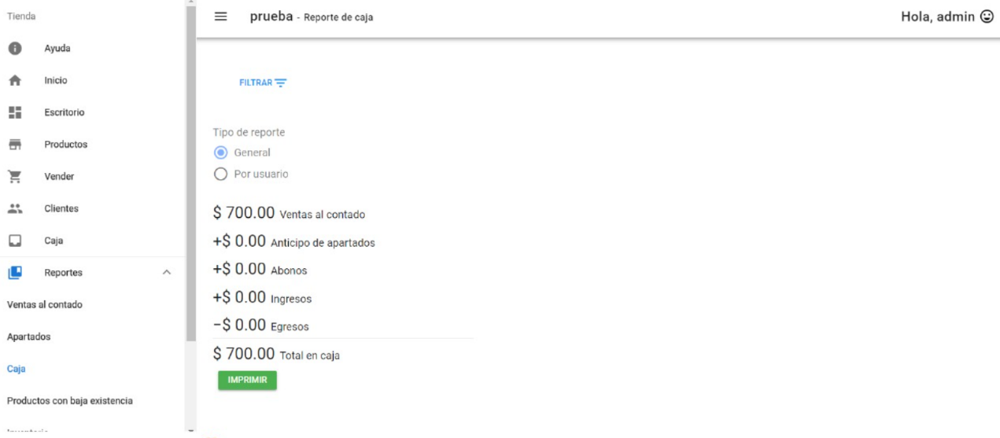 Tienda
Ayuda
Inicio
Escritorio
Productos
Vender
Clientes
Caja
Reportes
Ventas al contado
Apartados
Caja
Productos con baja existencia
prueba - Reporte de caja
Hola, admin
FILTRAR
Tipo de reporte
General
Por usuario
$ 700.00 Ventas al contado
+$ 0.00 Anticipo de apartados
+$ 0.00 Abonos
+$ 0.00 Ingresos
−$ 0.00 Egresos
$ 700.00 Total en caja
IMPRIMIR